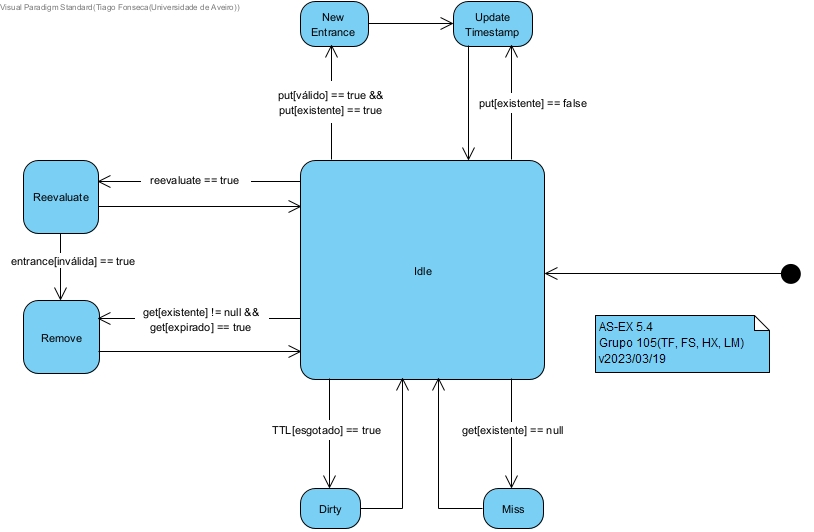 Visual Paradigm Standard(Tiago Fonseca(Universidade de Aveiro))
New
Entrance
Update
Timestamp
put[válido] == true &&
put[existente] == true
put[existente] == false
Reevaluate
reevaluate == true
Idle
entrance[inválida] == true
Remove
get[existente] != null &&
get[expirado] == true
AS-EX 5.4
Grupo 105(TF, FS, HX, LM)
v2023/03/19
TTL[esgotado] == true
get[existente] == null
Dirty
Miss